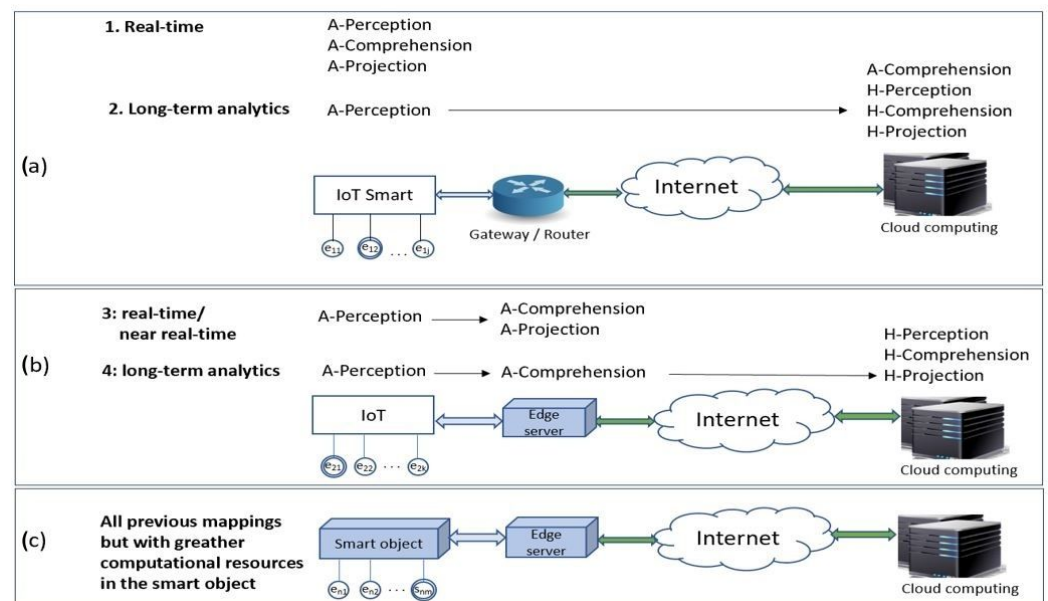 1. Real-time
A-Perception
A-Comprehension
A-Projection
2. Long-term analytics
A-Perception
A-Comprehension
H-Perception
H-Comprehension
H-Projection
(a)
IoT Smart
Internet
Gateway / Router
Cloud computing
e11
e12
...
e1j
3: real-time/
near real-time
A-Perception
A-Comprehension
A-Projection
4: long-term analytics
A-Perception
A-Comprehension
H-Perception
H-Comprehension
H-Projection
(b)
IoT
Edge
server
Internet
Cloud computing
e21
e22
...
e2k
(c)
All previous mappings
but with greather
computational resources
in the smart object
Smart object
Edge
server
Internet
Cloud computing
en1
en2
...
snm